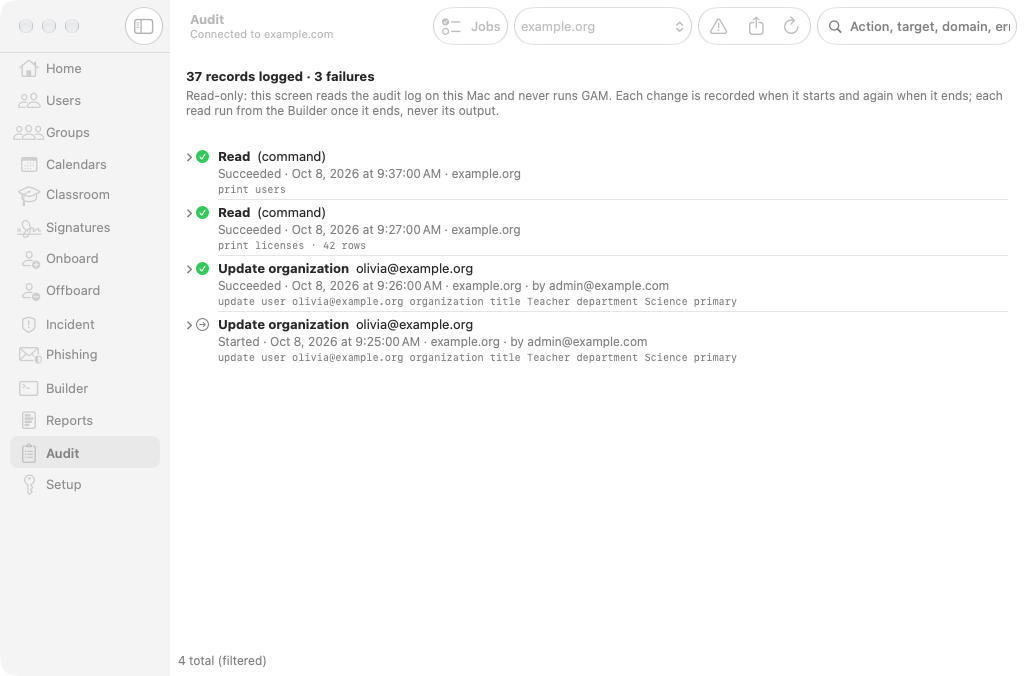 Audit
Connected to example.com
Jobs
example.org
Action, target, domain, err
Home
Users
Groups
Calendars
Classroom
Signatures
Onboard
Offboard
Incident
Phishing
Builder
Reports
Audit
Setup
37 records logged · 3 failures
Read-only: this screen reads the audit log on this Mac and never runs GAM. Each change is recorded when it starts and again when it ends; each
read run from the Builder once it ends, never its output.
Read (command)
Succeeded · Oct 8, 2026 at 9:37:00 AM · example.org
print users
Read (command)
Succeeded · Oct 8, 2026 at 9:27:00 AM · example.org
print licenses · 42 rows
Update organization olivia@example.org
Succeeded · Oct 8, 2026 at 9:26:00 AM · example.org · by admin@example.com
update user olivia@example.org organization title Teacher department Science primary
Update organization olivia@example.org
Started · Oct 8, 2026 at 9:25:00 AM · example.org · by admin@example.com
update user olivia@example.org organization title Teacher department Science primary
4 total (filtered)